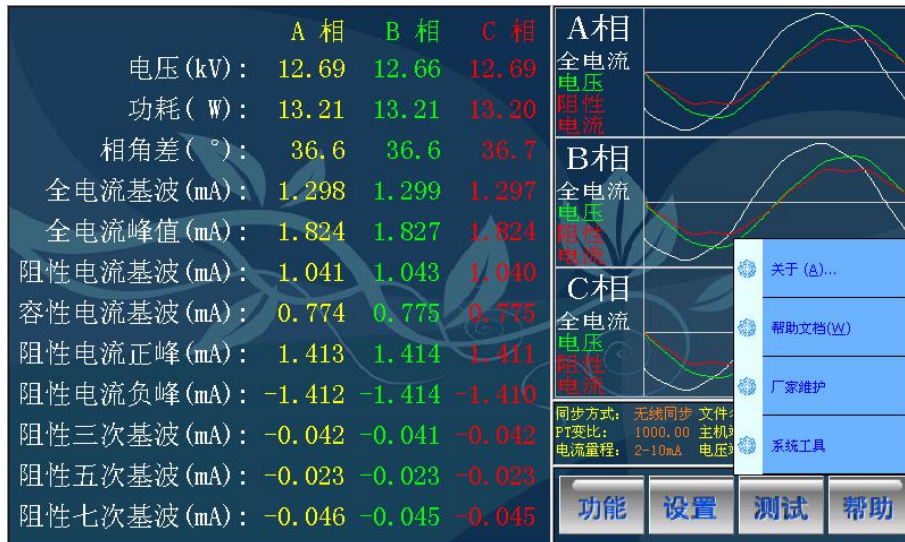 A 相 B 相 C 相
电压(kV): 12.69 12.66 12.69
功耗( W): 13.21 13.21 13.20
相角差( °): 36.6 36.6 36.7
全电流基波(mA): 1.298 1.299 1.297
全电流峰值(mA): 1.824 1.827 1.824
阻性电流基波(mA): 1.041 1.043 1.040
容性电流基波(mA): 0.774 0.775 0.775
阻性电流正峰(mA): 1.413 1.414 1.411
阻性电流负峰(mA): -1.412 -1.414 -1.410
阻性三次基波(mA): -0.042 -0.041 -0.042
阻性五次基波(mA): -0.023 -0.023 -0.023
阻性七次基波(mA): -0.046 -0.045 -0.045
A相
全电流
电压
阻性
电流
B相
全电流
电压
阻性
电流
C相
全电流
电压
阻性
电流
同步方式: 无线同步 文件
PT变比: 1000.00 主机
电流量程: 2-10mA 电压
关于 (A)...
帮助文档(W)
厂家维护
系统工具
功能 设置 测试 帮助